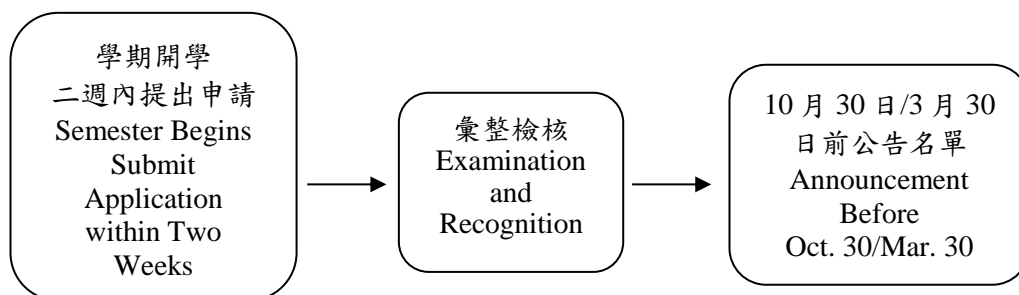 學期開學
二週內提出申請
Semester Begins
Submit
Application
within Two
Weeks
彙整檢核
Examination
and
Recognition
10 月 30 日/3 月 30
日前公告名單
Announcement
Before
Oct. 30/Mar. 30